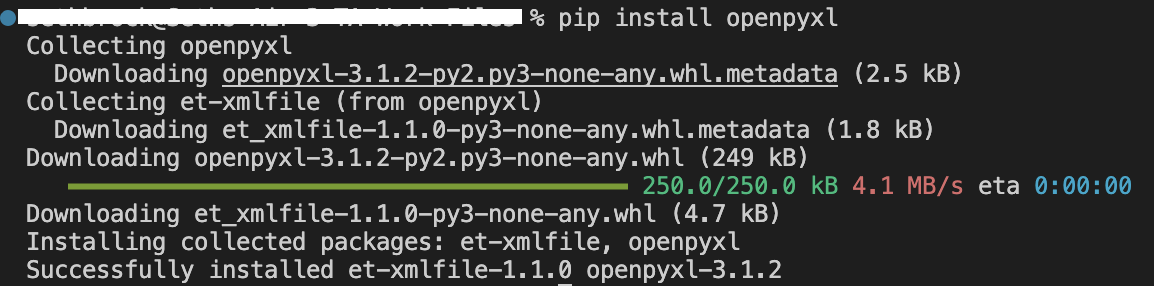 % pip install openpyxl
Collecting openpyxl
Downloading openpyxl-3.1.2-py2.py3-none-any.whl.metadata (2.5 kB)
Collecting et-xmlfile (from openpyxl)
Downloading et_xmlfile-1.1.0-py3-none-any.whl.metadata (1.8 kB)
Downloading openpyxl-3.1.2-py2.py3-none-any.whl (249 kB)
250.0/250.0 kB 4.1 MB/s eta 0:00:00
Downloading et_xmlfile-1.1.0-py3-none-any.whl (4.7 kB)
Installing collected packages: et-xmlfile, openpyxl
Successfully installed et-xmlfile-1.1.0 openpyxl-3.1.2